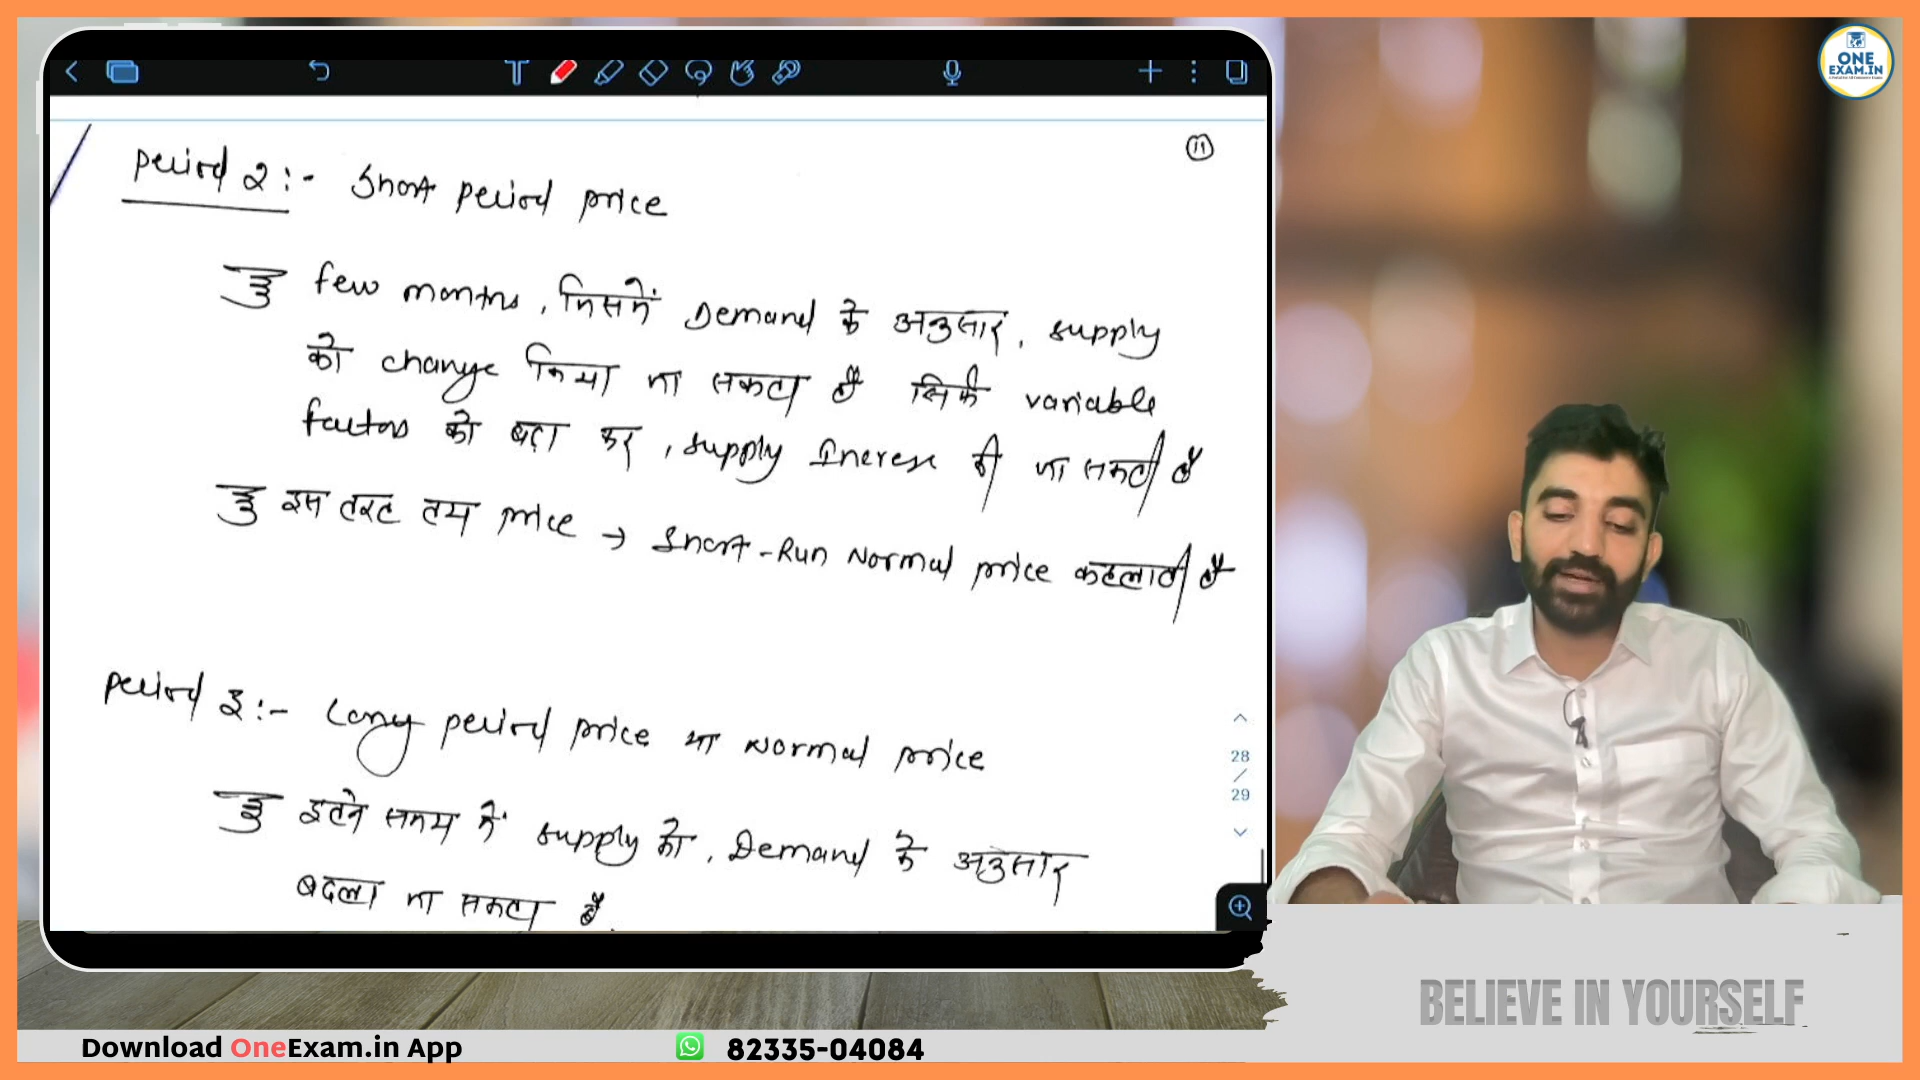 ONE
EXAM.IN
11
Period 2:- Short period price
few months, जिसमें Demand के अनुसार, supply
को change किया जा सकता है सिर्फ variable
factors को बढ़ा कर, supply Increse की जा सकती है
इस तरह तय price → Short-Run Normal price कहलाती है
Period 3:- Long period price या Normal price
इतने समय में supply को, Demand के अनुसार
बदला जा सकता है.
28
/
29
BELIEVE IN YOURSELF
Download OneExam.in App
82335-04084